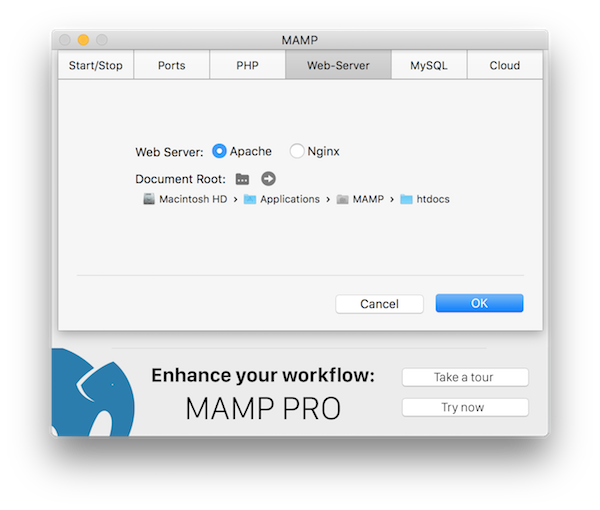 MAMP
Start/Stop Ports PHP Web-Server MySQL Cloud
Web Server: Apache Nginx
Document Root:
Macintosh HD › Applications › MAMP › htdocs
Cancel OK
Enhance your workflow:
MAMP PRO
Take a tour
Try now